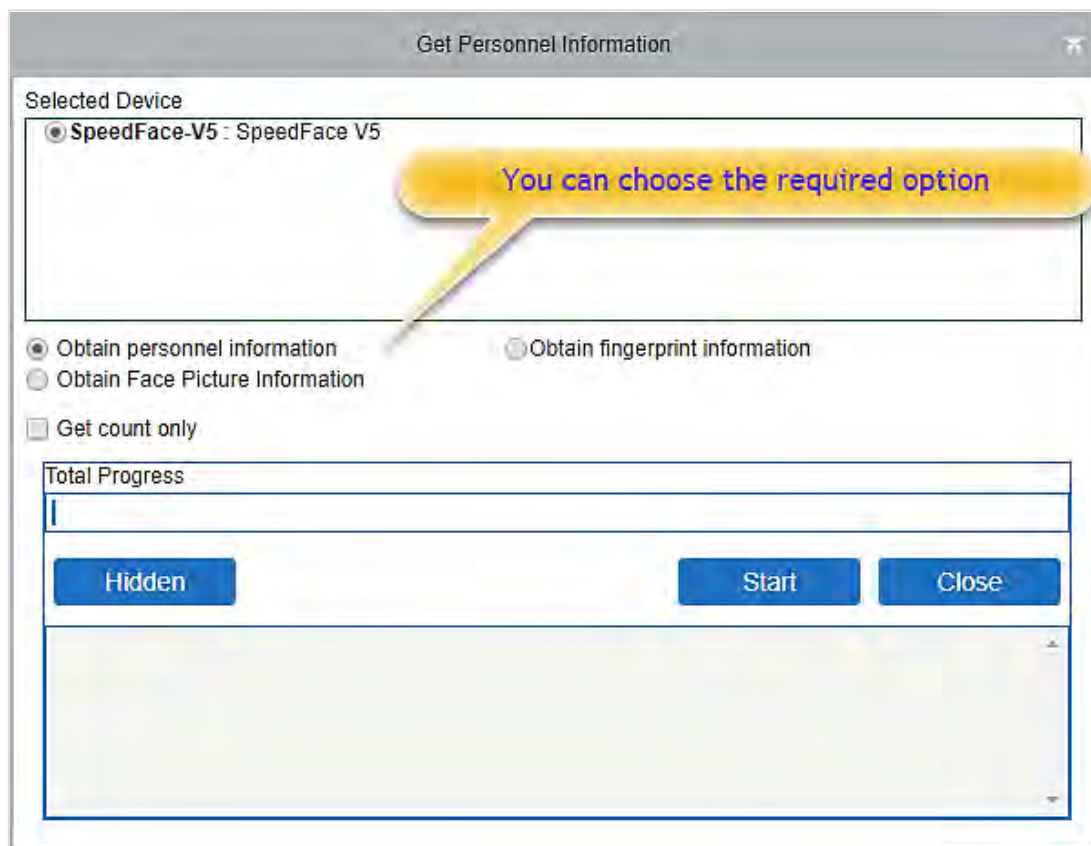 Get Personnel Information
Selected Device
SpeedFace-V5 : SpeedFace V5
You can choose the required option
Obtain personnel information Obtain fingerprint information
Obtain Face Picture Information
Get count only
Total Progress
Hidden Start Close